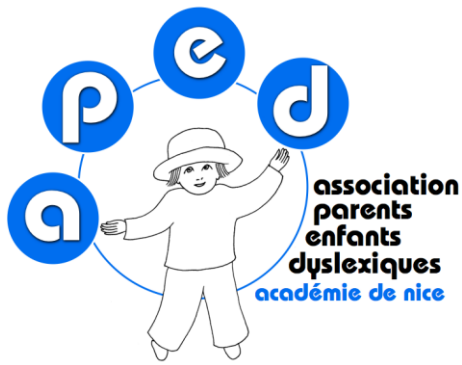 a p e d
association
parents
enfants
dyslexiques
académie de nice